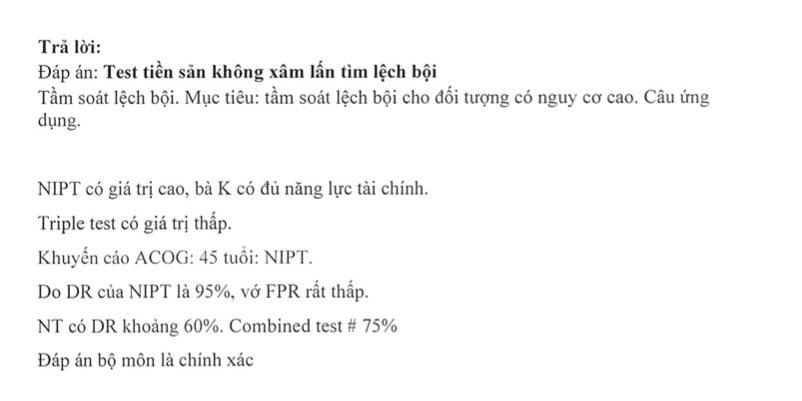 Trả lời:
Đáp án: Test tiền sản không xâm lấn tìm lệch bội
Tầm soát lệch bội. Mục tiêu: tầm soát lệch bội cho đối tượng có nguy cơ cao. Câu ứng
dụng.
NIPT có giá trị cao, bà K có đủ năng lực tài chính.
Triple test có giá trị thấp.
Khuyến cáo ACOG: 45 tuổi: NIPT.
Do DR của NIPT là 95%, vớ FPR rất thấp.
NT có DR khoảng 60%. Combined test # 75%
Đáp án bộ môn là chính xác